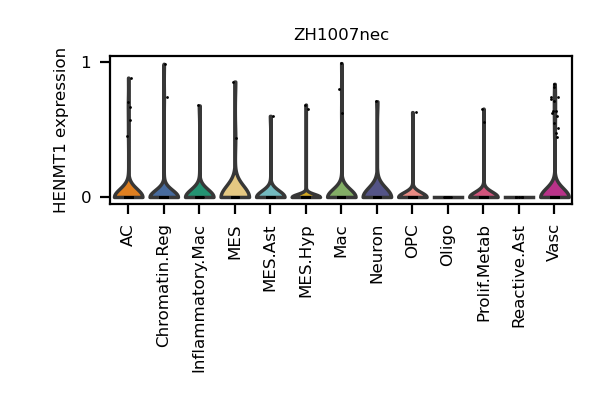 ZH1007nec
HENMT1 expression
1
0
AC
Chromatin.Reg
Inflammatory.Mac
MES
MES.Ast
MES.Hyp
Mac
Neuron
OPC
Oligo
Prolif.Metab
Reactive.Ast
Vasc